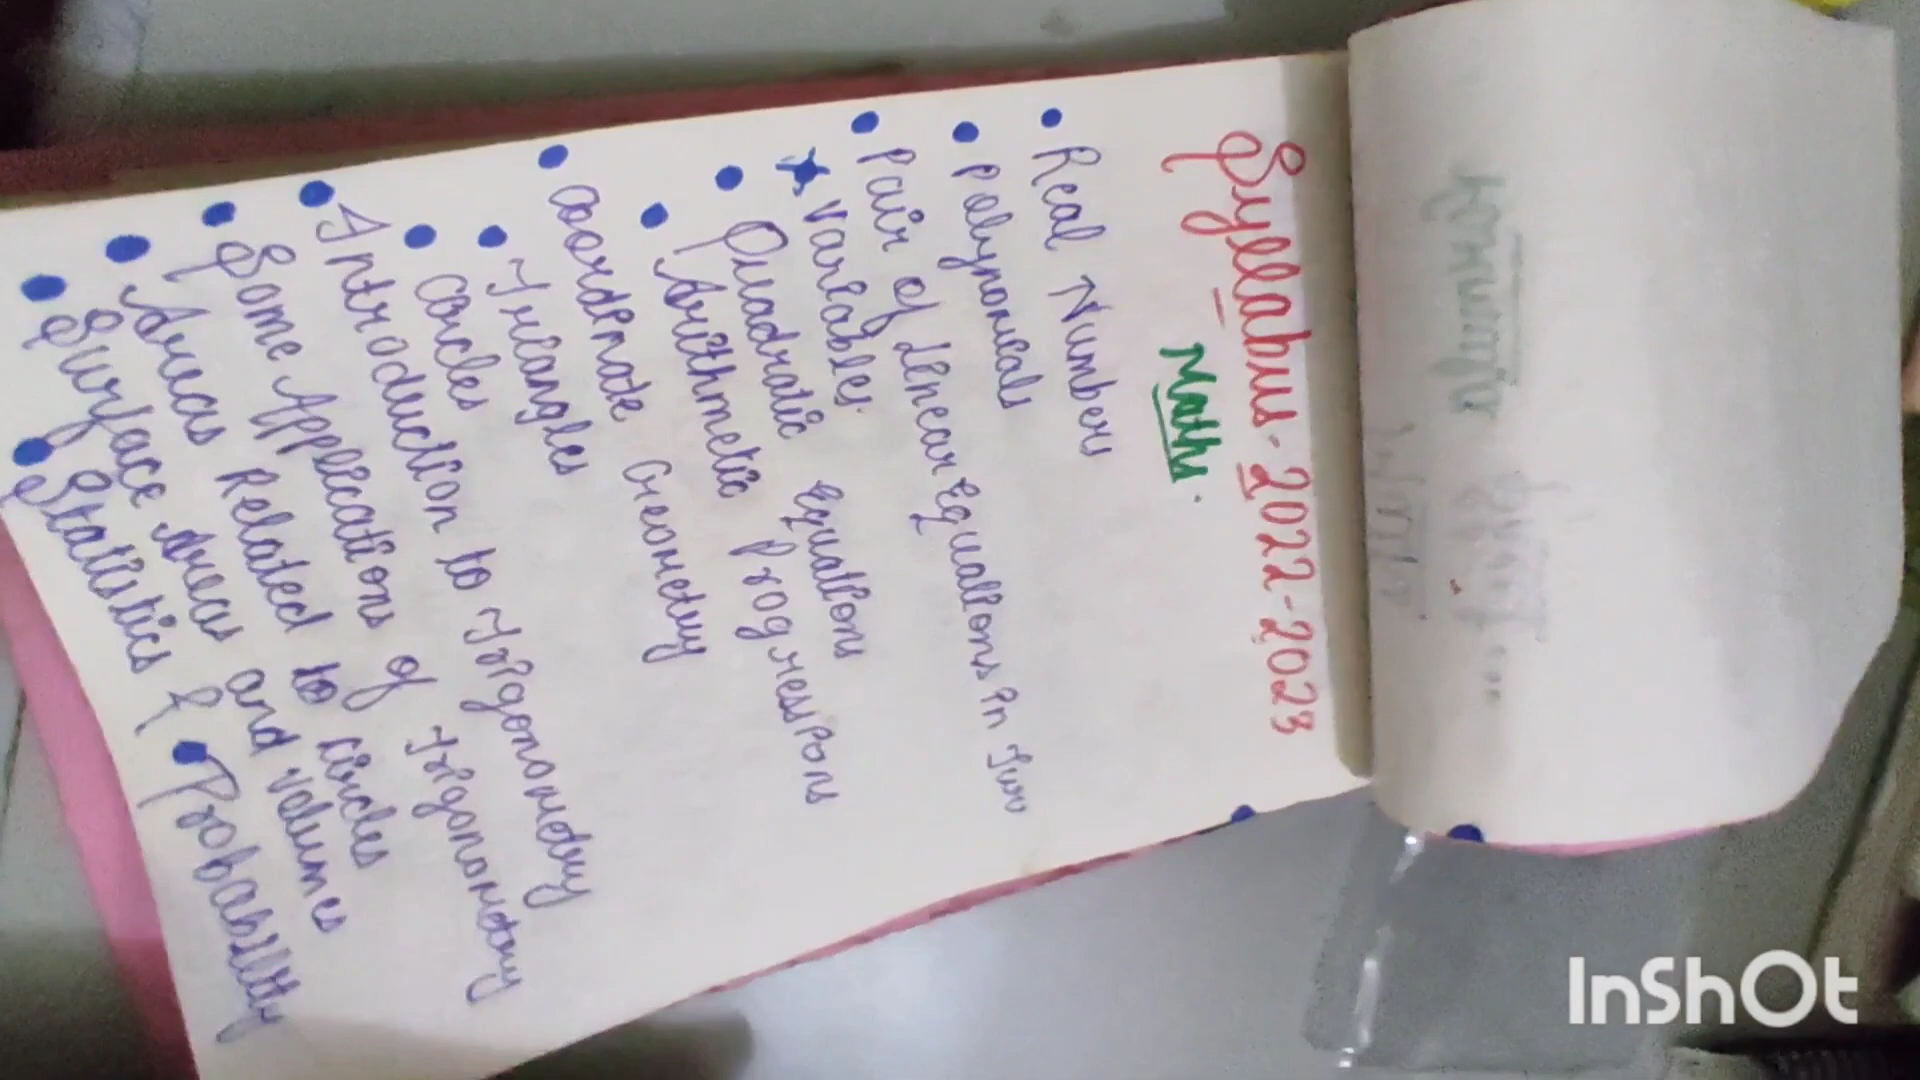 Syllabus-2022-2023
Maths.
Real Numbers
Polynomials
Pair of Linear Equations in Two
Variables.
Quadratic Equations
Arithmetic Progressions
Coordinate Geometry
Triangles
Circles
Introduction to Trigonometry
Some Applications of Trigonometry
Areas Related to Circles
Surface Areas and Volumes
Statistics & Probability
InShOt